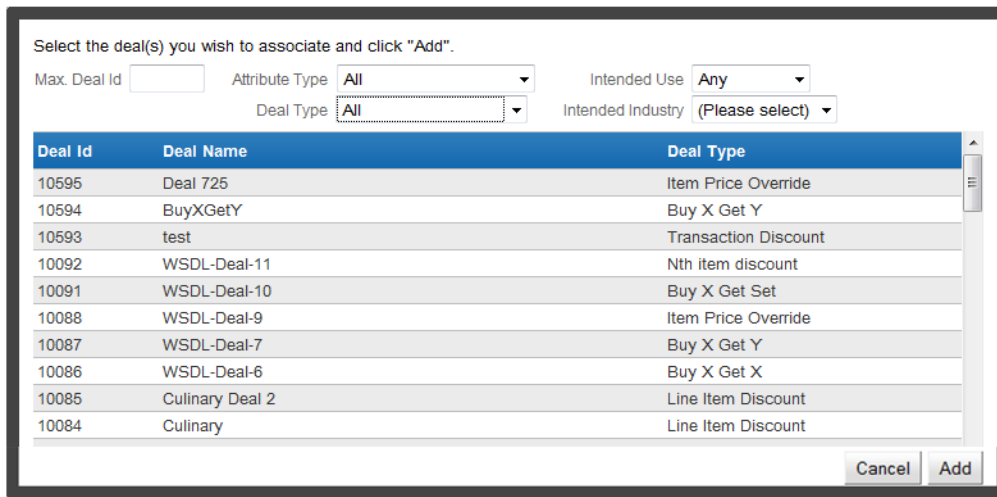 Select the deal(s) you wish to associate and click "Add".
Max. Deal Id Attribute Type All Intended Use Any
Deal Type All Intended Industry (Please select)
Deal Id Deal Name Deal Type
10595 Deal 725 Item Price Override
10594 BuyXGetY Buy X Get Y
10593 test Transaction Discount
10092 WSDL-Deal-11 Nth item discount
10091 WSDL-Deal-10 Buy X Get Set
10088 WSDL-Deal-9 Item Price Override
10087 WSDL-Deal-7 Buy X Get Y
10086 WSDL-Deal-6 Buy X Get X
10085 Culinary Deal 2 Line Item Discount
10084 Culinary Line Item Discount
Cancel Add